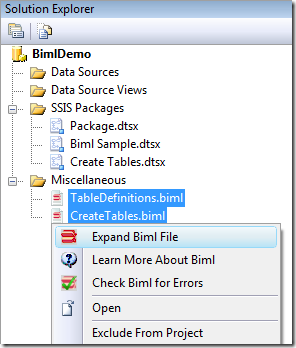 Solution Explorer
BimlDemo
Data Sources
Data Source Views
SSIS Packages
Package.dtsx
Biml Sample.dtsx
Create Tables.dtsx
Miscellaneous
TableDefinitions.biml
CreateTables.biml
Expand Biml File
Learn More About Biml
Check Biml for Errors
Open
Exclude From Project